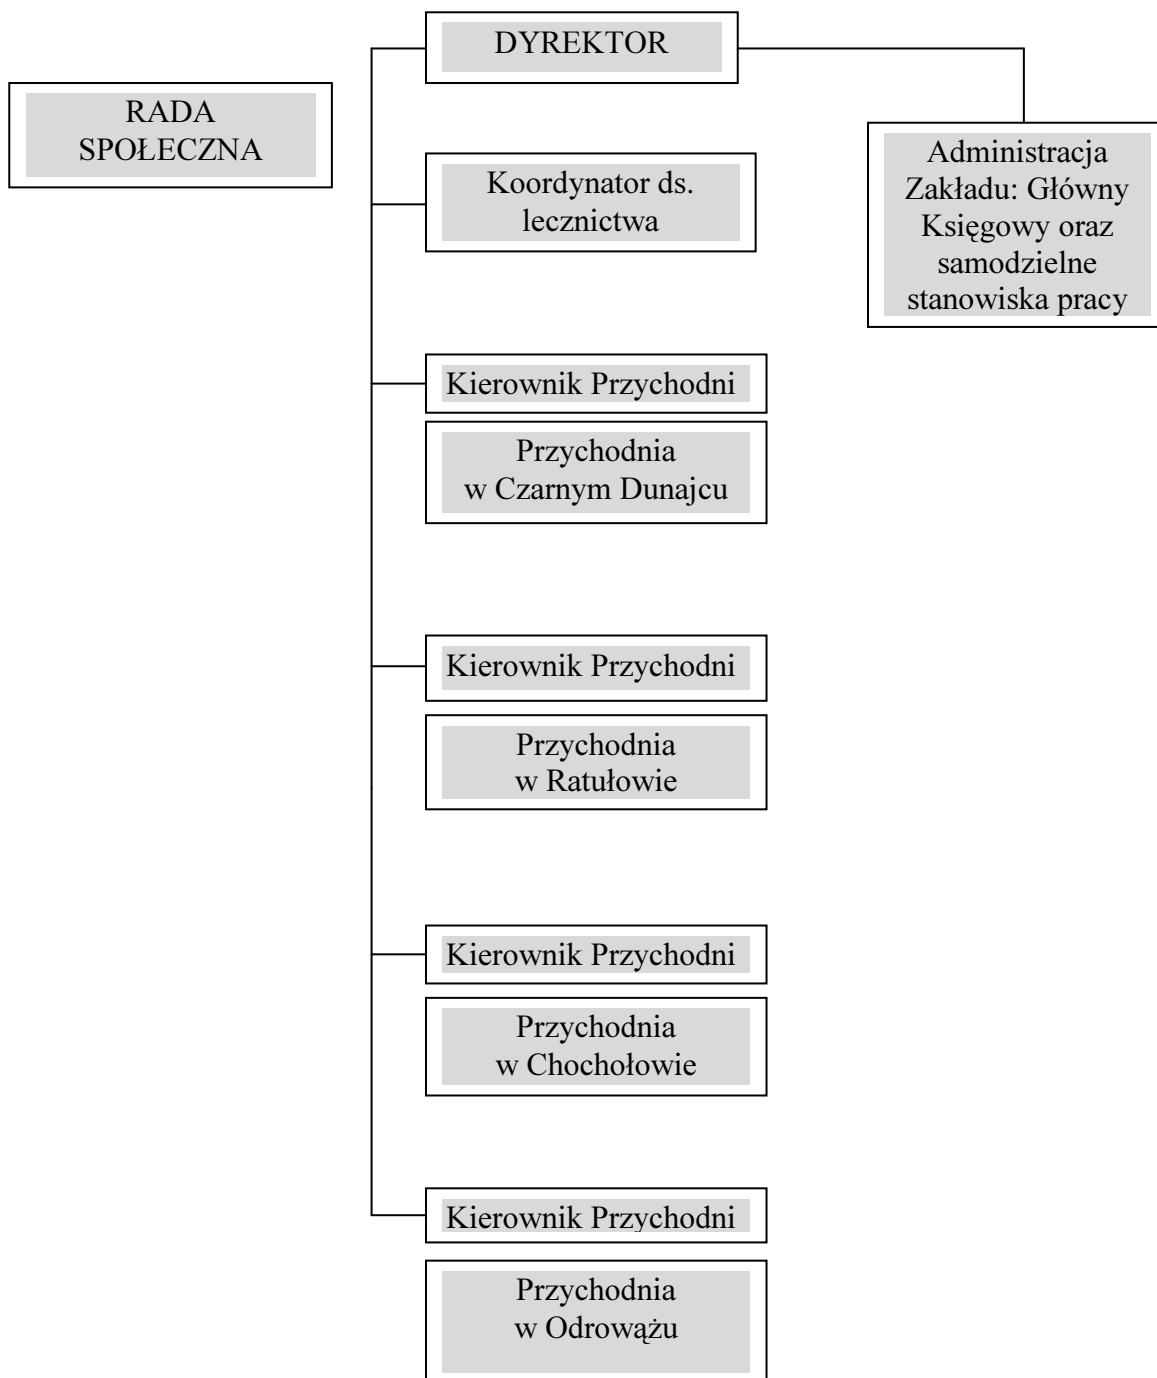 DYREKTOR
RADA
SPOŁECZNA
Administracja
Zakładu: Główny
Księgowy oraz
samodzielne
stanowiska pracy
Koordynator ds.
lecznictwa
Kierownik Przychodni
Przychodnia
w Czarnym Dunajcu
Kierownik Przychodni
Przychodnia
w Ratułowie
Kierownik Przychodni
Przychodnia
w Chochołowie
Kierownik Przychodni
Przychodnia
w Odrowążu